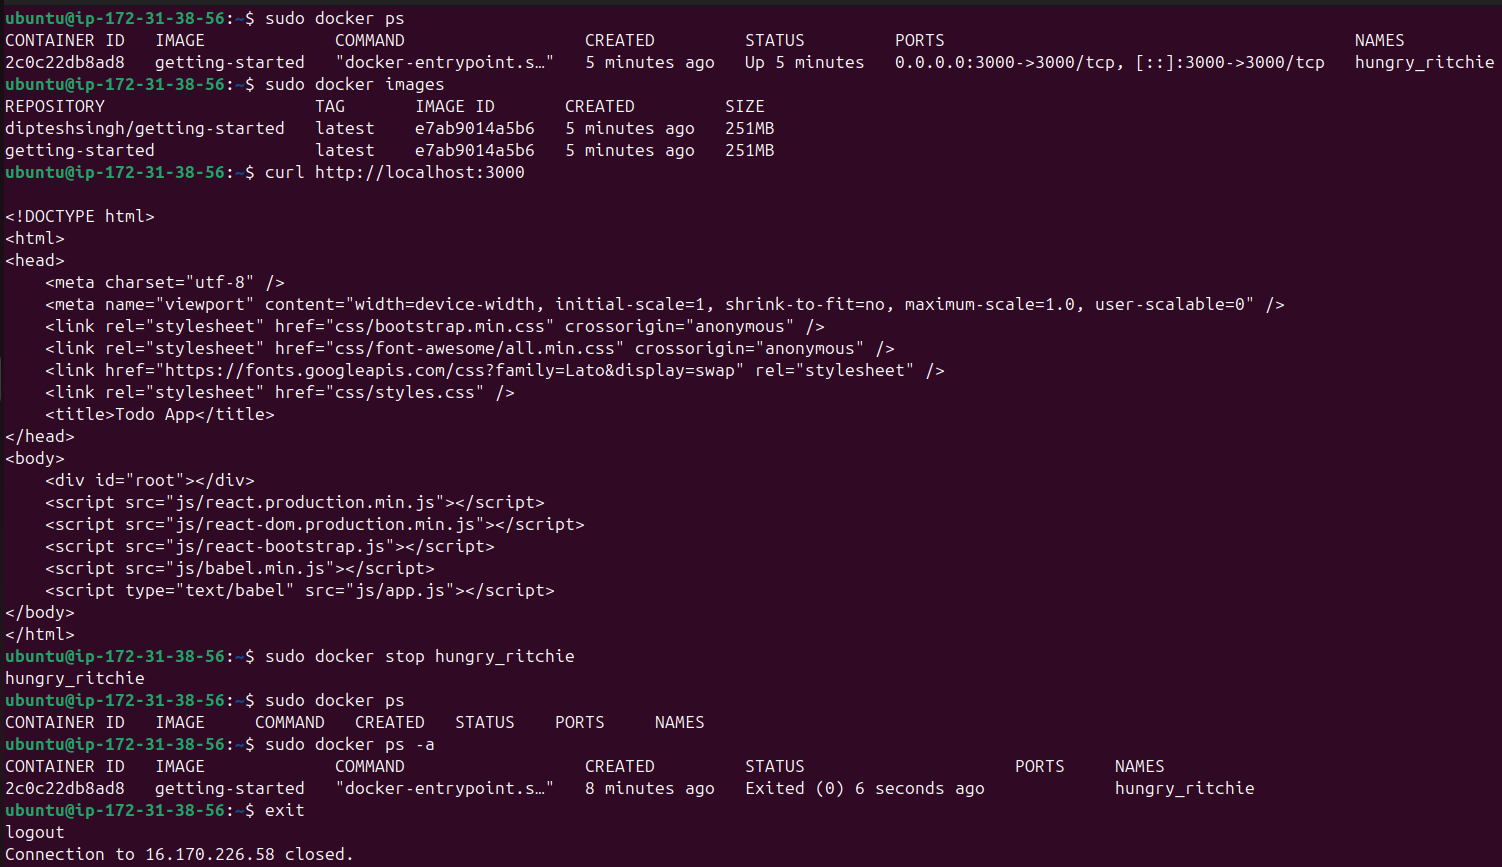 ubuntu@ip-172-31-38-56:~$ sudo docker ps
CONTAINER ID   IMAGE             COMMAND                  CREATED         STATUS         PORTS                                         NAMES
2c0c22db8ad8   getting-started   "docker-entrypoint.s…"   5 minutes ago   Up 5 minutes   0.0.0.0:3000->3000/tcp, [::]:3000->3000/tcp   hungry_ritchie
ubuntu@ip-172-31-38-56:~$ sudo docker images
REPOSITORY                     TAG       IMAGE ID       CREATED         SIZE
dipteshsingh/getting-started   latest    e7ab9014a5b6   5 minutes ago   251MB
getting-started                latest    e7ab9014a5b6   5 minutes ago   251MB
ubuntu@ip-172-31-38-56:~$ curl http://localhost:3000

<!DOCTYPE html>
<html>
<head>
    <meta charset="utf-8" />
    <meta name="viewport" content="width=device-width, initial-scale=1, shrink-to-fit=no, maximum-scale=1.0, user-scalable=0" />
    <link rel="stylesheet" href="css/bootstrap.min.css" crossorigin="anonymous" />
    <link rel="stylesheet" href="css/font-awesome/all.min.css" crossorigin="anonymous" />
    <link href="https://fonts.googleapis.com/css?family=Lato&display=swap" rel="stylesheet" />
    <link rel="stylesheet" href="css/styles.css" />
    <title>Todo App</title>
</head>
<body>
    <div id="root"></div>
    <script src="js/react.production.min.js"></script>
    <script src="js/react-dom.production.min.js"></script>
    <script src="js/react-bootstrap.js"></script>
    <script src="js/babel.min.js"></script>
    <script type="text/babel" src="js/app.js"></script>
</body>
</html>
ubuntu@ip-172-31-38-56:~$ sudo docker stop hungry_ritchie
hungry_ritchie
ubuntu@ip-172-31-38-56:~$ sudo docker ps
CONTAINER ID   IMAGE     COMMAND   CREATED   STATUS    PORTS     NAMES
ubuntu@ip-172-31-38-56:~$ sudo docker ps -a
CONTAINER ID   IMAGE             COMMAND                  CREATED         STATUS                     PORTS     NAMES
2c0c22db8ad8   getting-started   "docker-entrypoint.s…"   8 minutes ago   Exited (0) 6 seconds ago             hungry_ritchie
ubuntu@ip-172-31-38-56:~$ exit
logout
Connection to 16.170.226.58 closed.